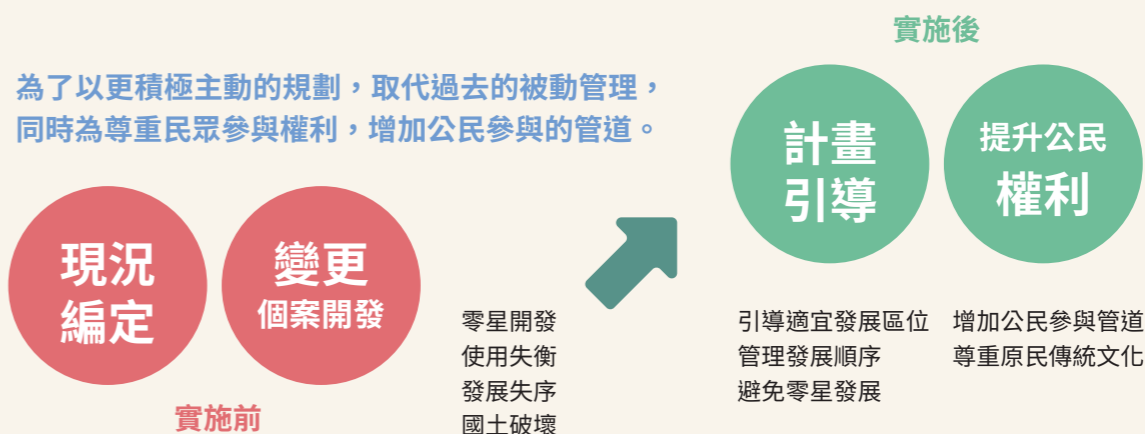 為了以更積極主動的規劃，取代過去的被動管理，
同時為尊重民眾參與權利，增加公民參與的管道。
現況
編定
變更
個案開發
實施前
零星開發
使用失衡
發展失序
國土破壞
實施後
計畫
引導
提升公民
權利
引導適宜發展區位
管理發展順序
避免零星發展
增加公民參與管道
尊重原民傳統文化